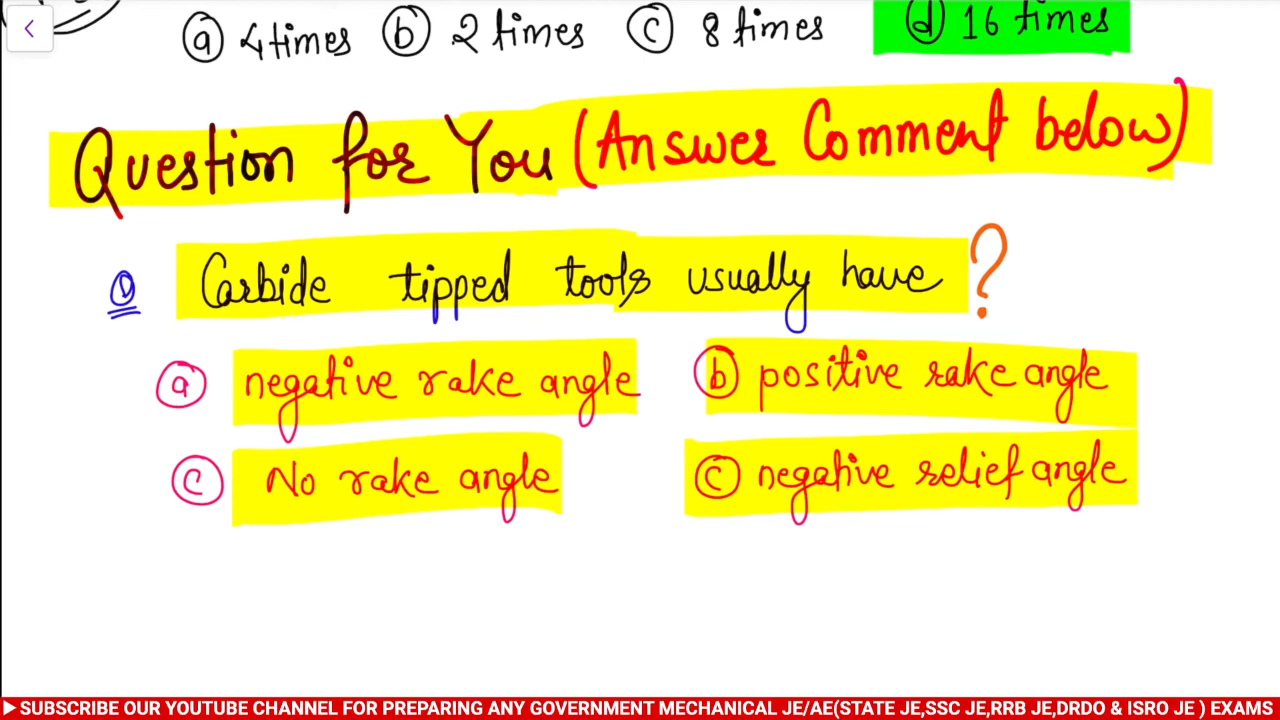 ⓐ 4 times ⓑ 2 times ⓒ 8 times ⓓ 16 times
Question for You (Answer Comment below)
Q Carbide tipped tools usually have ?
ⓐ negative rake angle ⓑ positive rake angle
ⓒ No rake angle ⓒ negative relief angle
▶ SUBSCRIBE OUR YOUTUBE CHANNEL FOR PREPARING ANY GOVERNMENT MECHANICAL JE/AE(STATE JE,SSC JE,RRB JE,DRDO & ISRO JE ) EXAMS